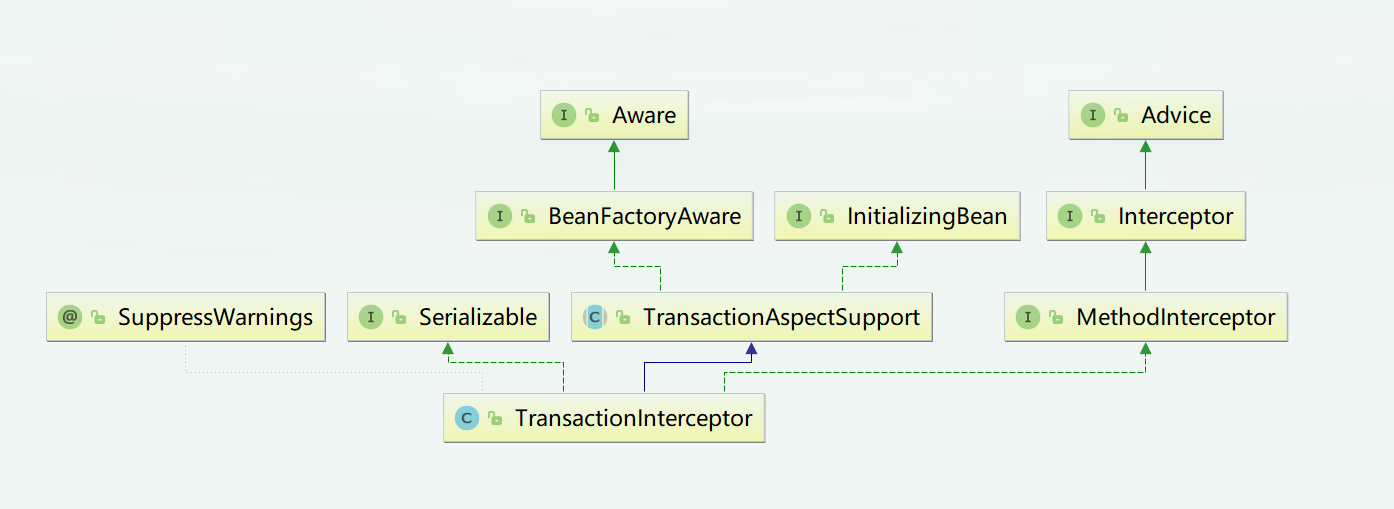 I Aware
I Advice
I BeanFactoryAware
I InitializingBean
I Interceptor
@ SuppressWarnings
I Serializable
C TransactionAspectSupport
I MethodInterceptor
C TransactionInterceptor